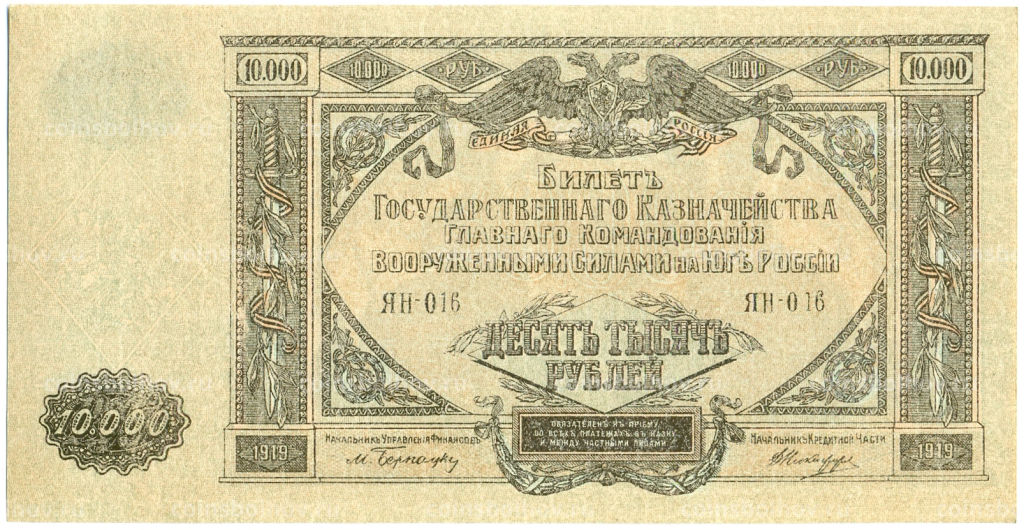 10.000 10.000 РУБ 10.000 РУБ 10.000
ЕДИНАЯ РОССІЯ
БИЛЕТЪ
ГОСУДАРСТВЕННАГО КАЗНАЧЕЙСТВА
ГЛАВНАГО КОМАНДОВАНІЯ
ВООРУЖЕННЫМИ СИЛАМИ НА ЮГѢ РОССІИ
ЯН-016 ЯН-016
ДЕСЯТЬ ТЫСЯЧЪ
РУБЛЕЙ
10.000
ОБЯЗАТЕЛЕНЪ КЪ ПРІЕМУ
ВО ВСѢХЪ ПЛАТЕЖАХЪ ВЪ КАЗНУ
И МЕЖДУ ЧАСТНЫМИ ЛИЦАМИ
НАЧАЛЬНИКЪ УПРАВЛЕНІЯ ФИНАНСОВЪ НАЧАЛЬНИКЪ КРЕДИТНОЙ ЧАСТИ
1919 М. Бернацку 1919